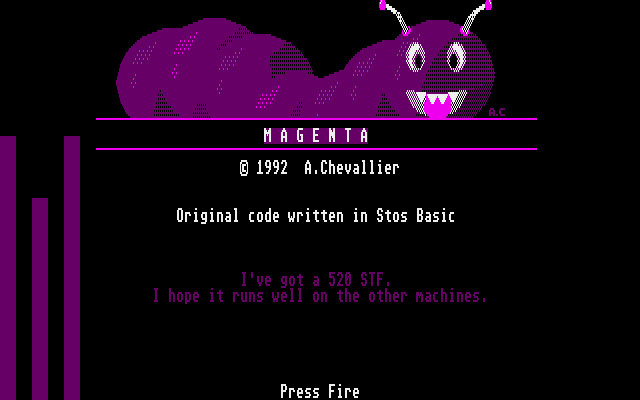 A.C
MAGENTA
© 1992 A.Chevallier
Original code written in Stos Basic
I've got a 520 STF.
I hope it runs well on the other machines.
Press Fire